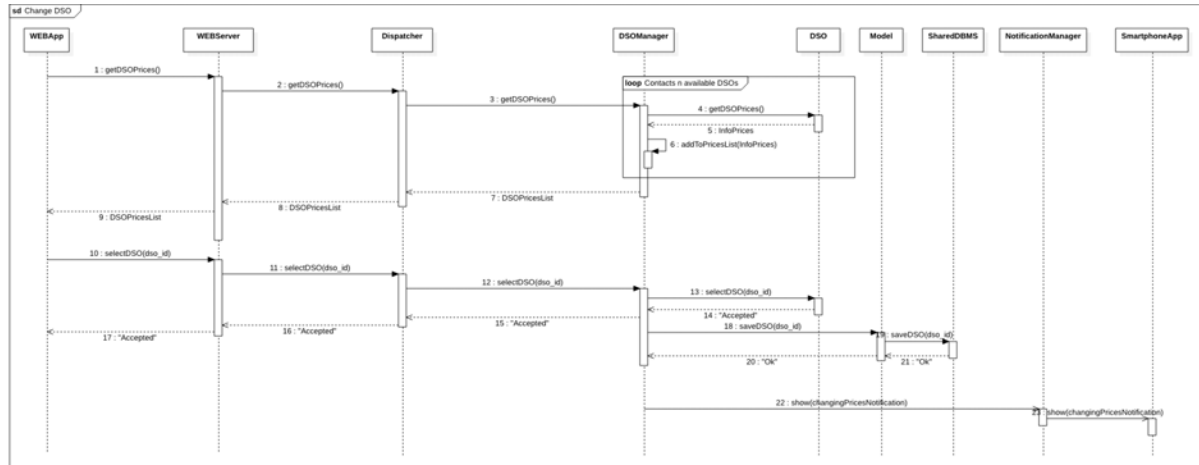 sd Change DSO
WEBApp
WEBServer
Dispatcher
DSOManager
DSO
Model
SharedDBMS
NotificationManager
SmartphoneApp
1 : getDSOPrices()
2 : getDSOPrices()
3 : getDSOPrices()
loop Contacts n available DSOs
4 : getDSOPrices()
5 : InfoPrices
6 : addToPricesList(InfoPrices)
7 : DSOPricesList
8 : DSOPricesList
9 : DSOPricesList
10 : selectDSO(dso_id)
11 : selectDSO(dso_id)
12 : selectDSO(dso_id)
13 : selectDSO(dso_id)
14 : "Accepted"
15 : "Accepted"
16 : "Accepted"
17 : "Accepted"
18 : saveDSO(dso_id)
19 : saveDSO(dso_id)
20 : "Ok"
21 : "Ok"
22 : show(changingPricesNotification)
23 : show(changingPricesNotification)